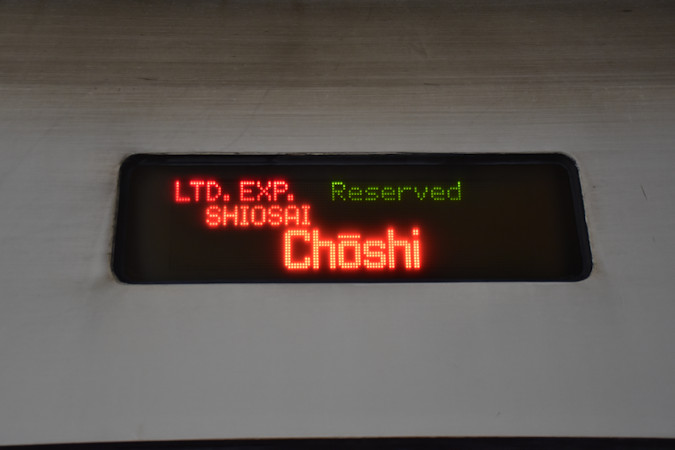 LTD. EXP. Reserved
SHIOSAI
Chōshi